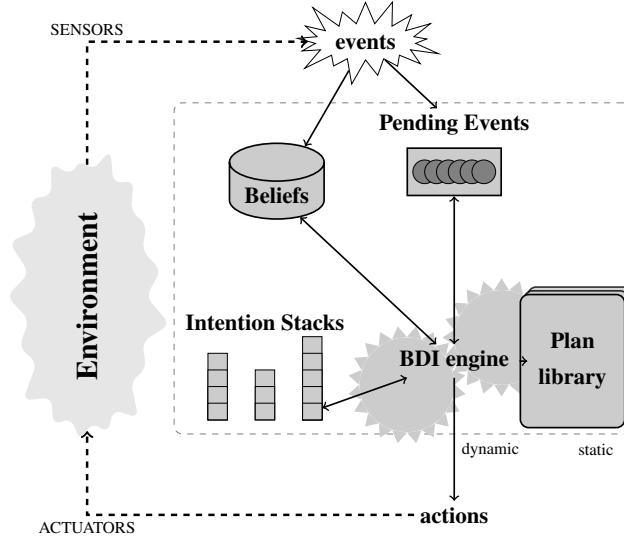 SENSORS
events
Pending Events
Beliefs
Environment
Intention Stacks
BDI engine
Plan
library
dynamic
static
actions
ACTUATORS